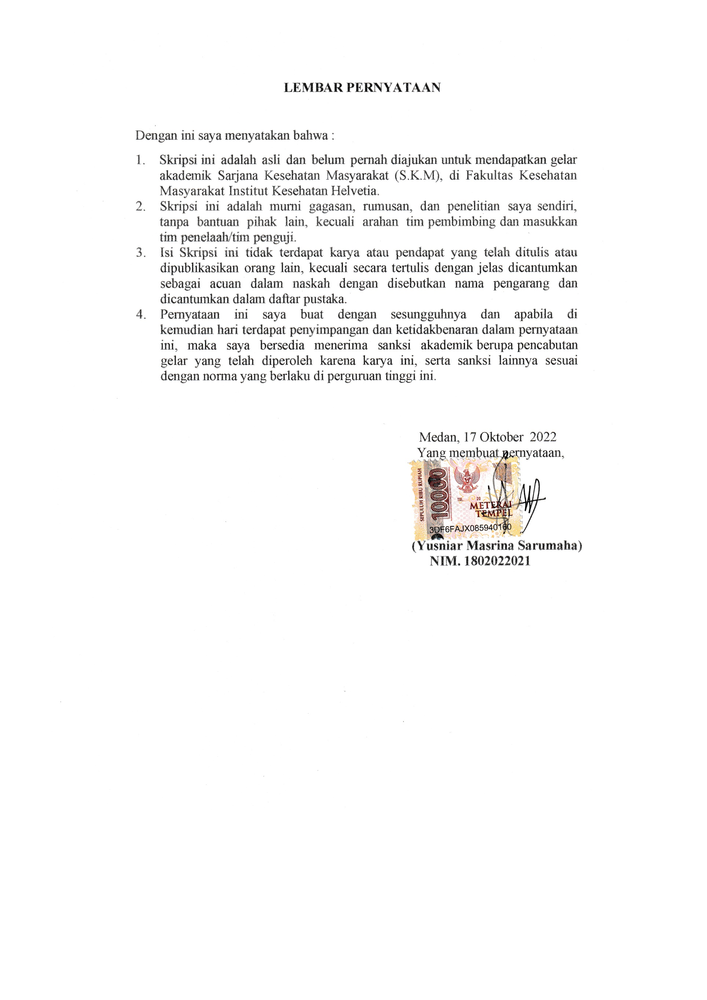 LEMBAR PERNYATAAN
Dengan ini saya menyatakan bahwa :
1. Skripsi ini adalah asli dan belum pernah diajukan untuk mendapatkan gelar
akademik Sarjana Kesehatan Masyarakat (S.K.M), di Fakultas Kesehatan
Masyarakat Institut Kesehatan Helvetia.
2. Skripsi ini adalah murni gagasan, rumusan, dan penelitian saya sendiri,
tanpa bantuan pihak lain, kecuali arahan tim pembimbing dan masukkan
tim penelaah/tim penguji.
3. Isi Skripsi ini tidak terdapat karya atau pendapat yang telah ditulis atau
dipublikasikan orang lain, kecuali secara tertulis dengan jelas dicantumkan
sebagai acuan dalam naskah dengan disebutkan nama pengarang dan
dicantumkan dalam daftar pustaka.
4. Pernyataan ini saya buat dengan sesungguhnya dan apabila di
kemudian hari terdapat penyimpangan dan ketidakbenaran dalam pernyataan
ini, maka saya bersedia menerima sanksi akademik berupa pencabutan
gelar yang telah diperoleh karena karya ini, serta sanksi lainnya sesuai
dengan norma yang berlaku di perguruan tinggi ini.
Medan, 17 Oktober 2022
Yang membuat pernyataan,
SEPULUH RIBU RUPIAH
10000
TGL. 20
METERAI
TEMPEL
3DF6FAJX085940160
(Yusniar Masrina Sarumaha)
NIM. 1802022021